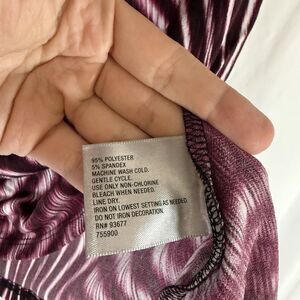 95% POLYESTER
5% SPANDEX
MACHINE WASH COLD.
GENTLE CYCLE.
USE ONLY NON-CHLORINE
BLEACH WHEN NEEDED.
LINE DRY.
IRON ON LOWEST SETTING AS NEEDED.
DO NOT IRON DECORATION.
RN# 93677
755900